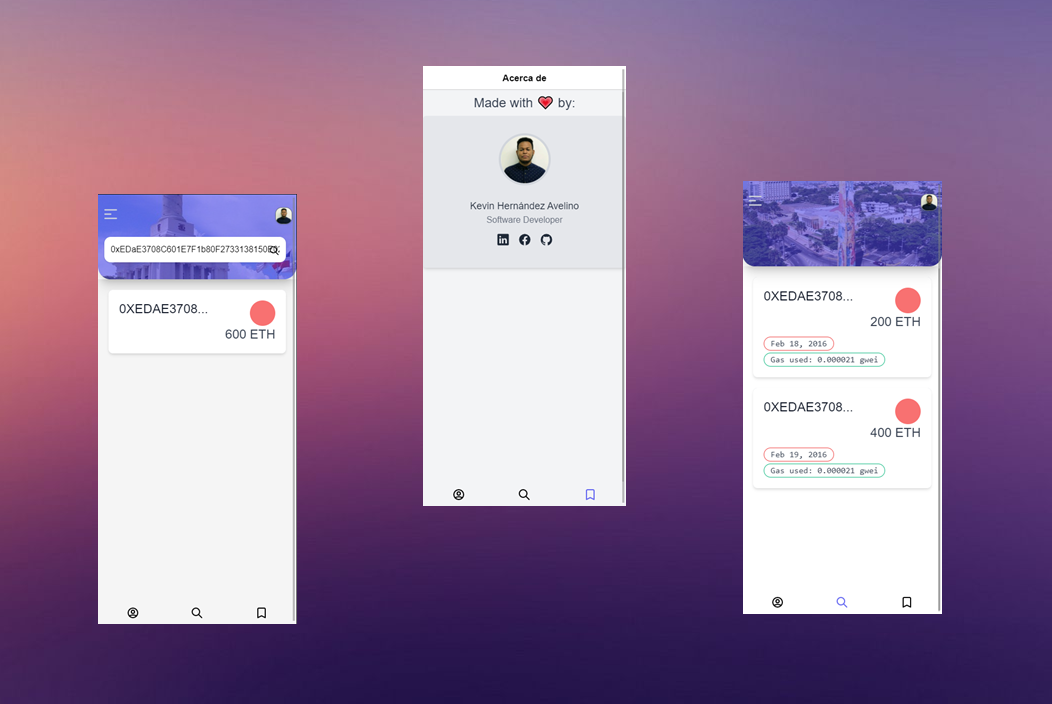 0xEDaE3708C601E7F1b80F2733138150E
0XEDAE3708...
600 ETH
Acerca de
Made with ❤️ by:
Kevin Hernández Avelino
Software Developer
0XEDAE3708...
200 ETH
Feb 18, 2016
Gas used: 0.000021 gwei
0XEDAE3708...
400 ETH
Feb 19, 2016
Gas used: 0.000021 gwei